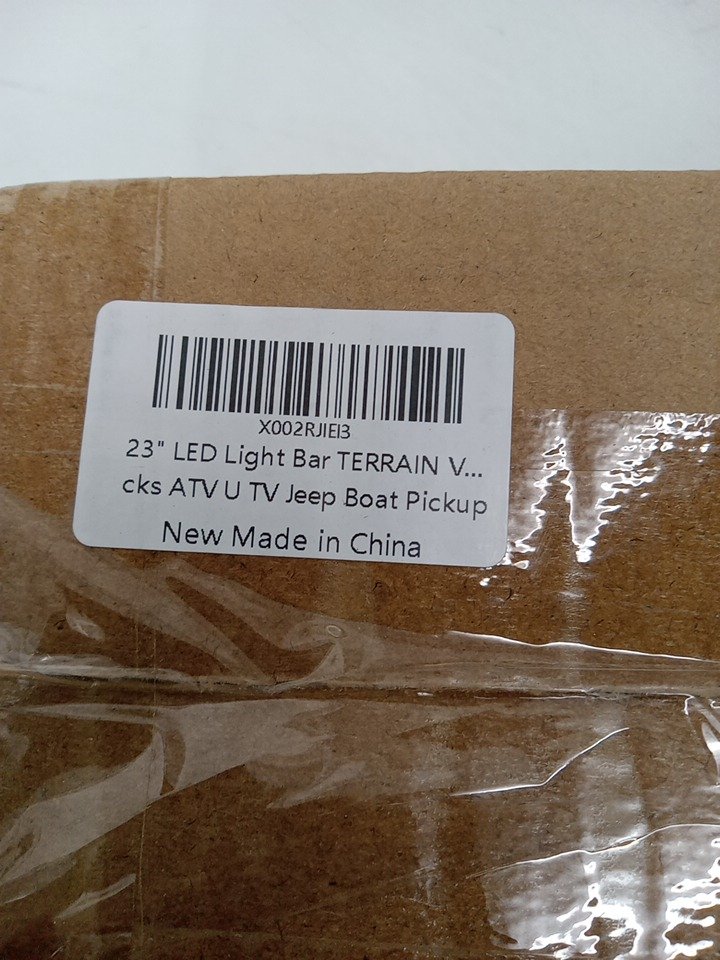 X002RJIEI3
23" LED Light Bar TERRAIN V...
cks ATV U TV Jeep Boat Pickup
New Made in China